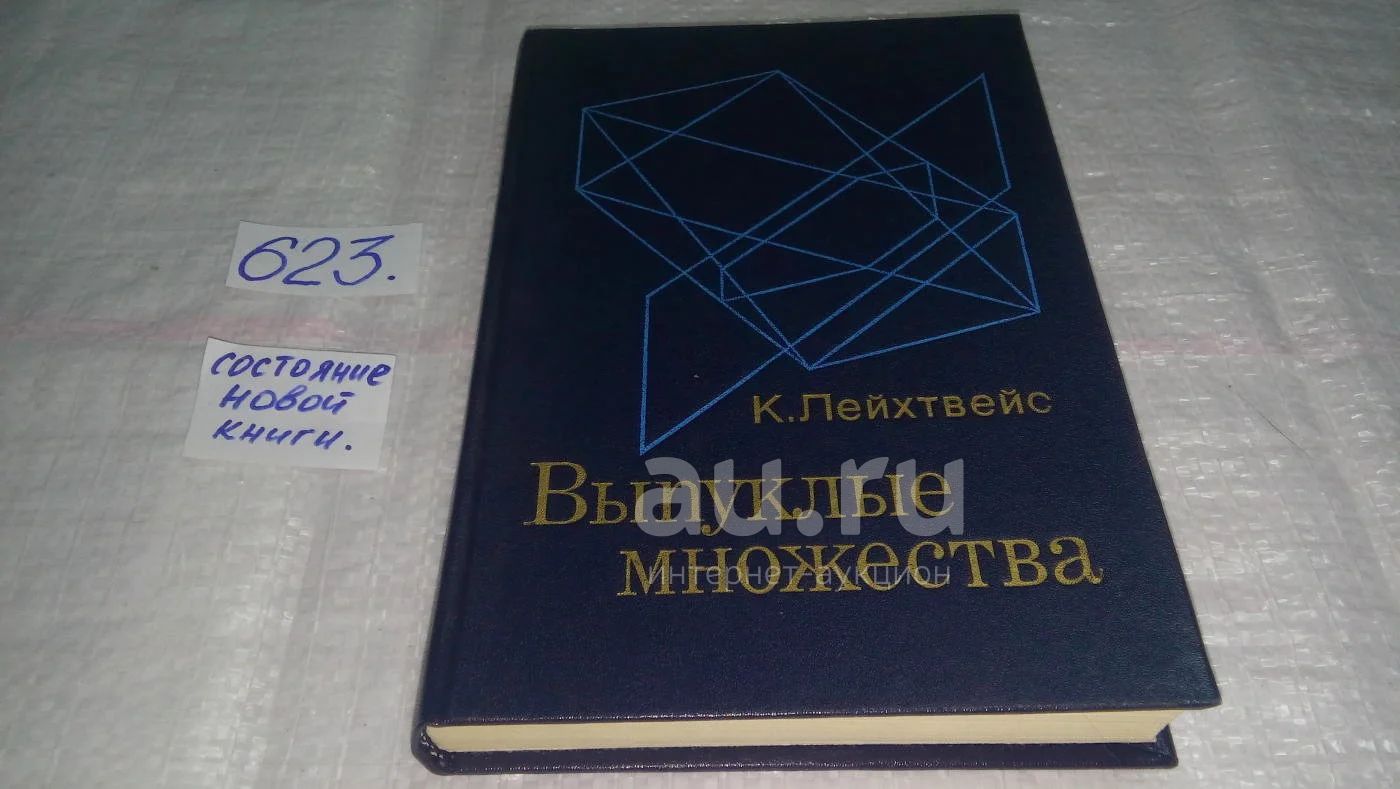 623.
состояние
новой
книги.
К.Лейхтвейс
Выпуклые
множества
au.ru
интернет-аукцион